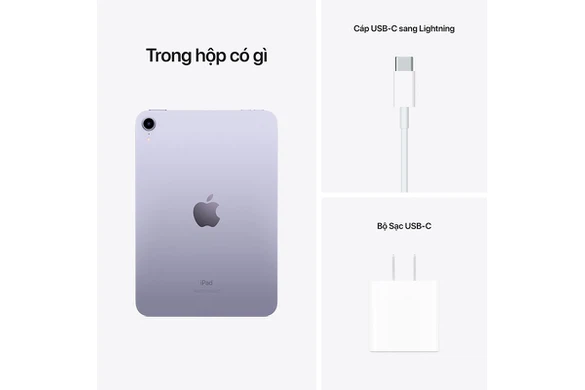 Trong hộp có gì
iPad
Cáp USB-C sang Lightning
Bộ Sạc USB-C